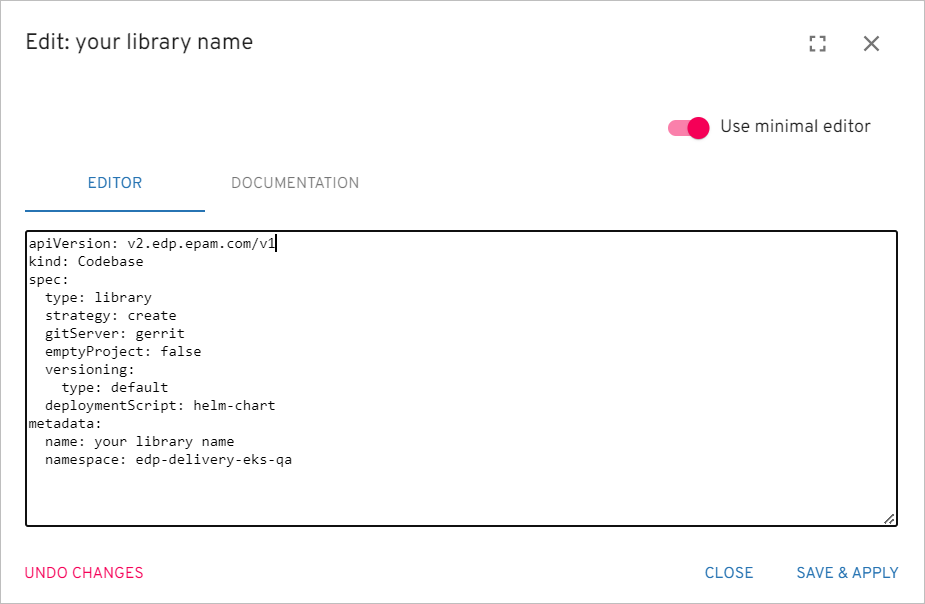 Edit: your library name
Use minimal editor
EDITOR DOCUMENTATION
apiVersion: v2.edp.epam.com/v1
kind: Codebase
spec:
  type: library
  strategy: create
  gitServer: gerrit
  emptyProject: false
  versioning:
    type: default
  deploymentScript: helm-chart
metadata:
  name: your library name
  namespace: edp-delivery-eks-qa
UNDO CHANGES CLOSE SAVE & APPLY